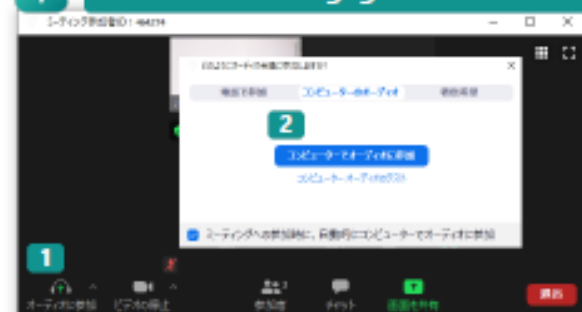 ミーティング参加者ID: 464294
コンピューターのオーディオ
2
コンピューターでオーディオに参加
コンピューターオーディオのテスト
ミーティングへの参加時に、自動的にコンピューターでオーディオに参加
1
オーディオに参加
ビデオの停止
参加者
チャット
画面を共有
退出